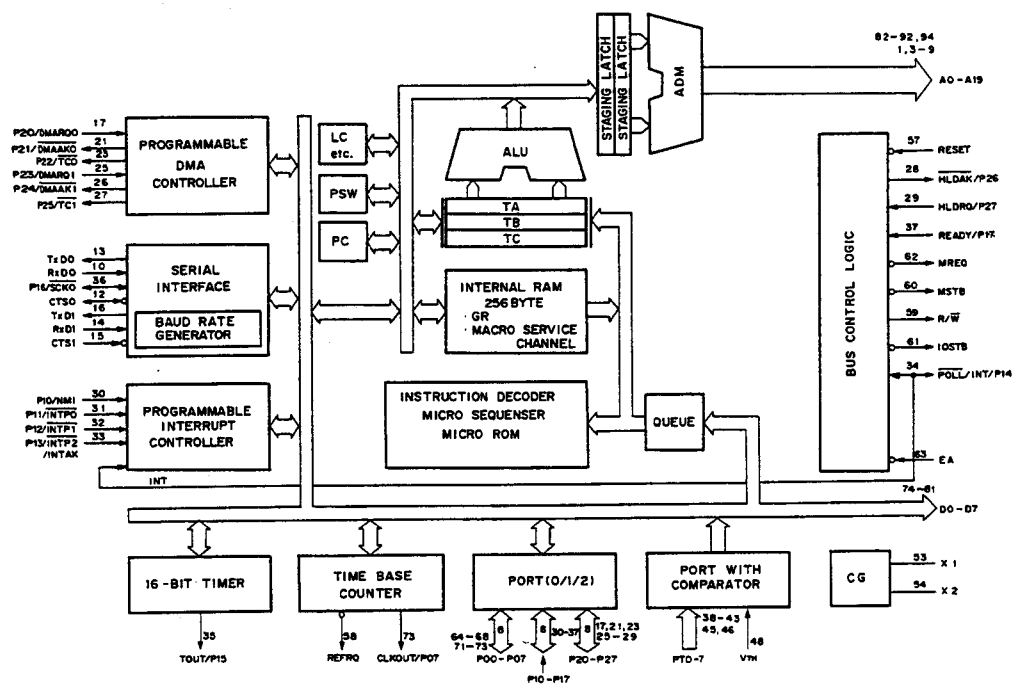 82-92,94
1,3-9
A0-A19
STAGING LATCH
STAGING LATCH
ADM
17
P20/DMARQ0
21
P21/DMAAK0
23
P22/TC0
25
P23/DMARQ1
26
P24/DMAAK1
27
P25/TC1
PROGRAMMABLE
DMA
CONTROLLER
LC
etc.
PSW
PC
ALU
TA
TB
TC
13
TxD0
10
RxD0
36
P16/SCK0
12
CTS0
16
TxD1
14
RxD1
15
CTS1
SERIAL
INTERFACE
BAUD RATE
GENERATOR
INTERNAL RAM
256 BYTE
· GR
· MACRO SERVICE
CHANNEL
30
P10/NMI
31
P11/INTP0
32
P12/INTP1
33
P13/INTP2
/INTAK
PROGRAMMABLE
INTERRUPT
CONTROLLER
INT
INSTRUCTION DECODER
MICRO SEQUENSER
MICRO ROM
QUEUE
BUS CONTROL LOGIC
57
RESET
28
HLDAK/P26
29
HLDRQ/P27
37
READY/P17
62
MREQ
60
MSTB
59
R/W
61
IOSTB
34
POLL/INT/P14
63
EA
74-81
D0-D7
16-BIT TIMER
35
TOUT/P15
TIME BASE
COUNTER
58
REFRQ
73
CLKOUT/P07
PORT(0/1/2)
64-68
71-73
8
P00-P07
8
30-37
P10-P17
8
17,21,23
25-29
P20-P27
PORT WITH
COMPARATOR
38-43
45,46
PT0-7
48
VTH
CG
53
X1
54
X2